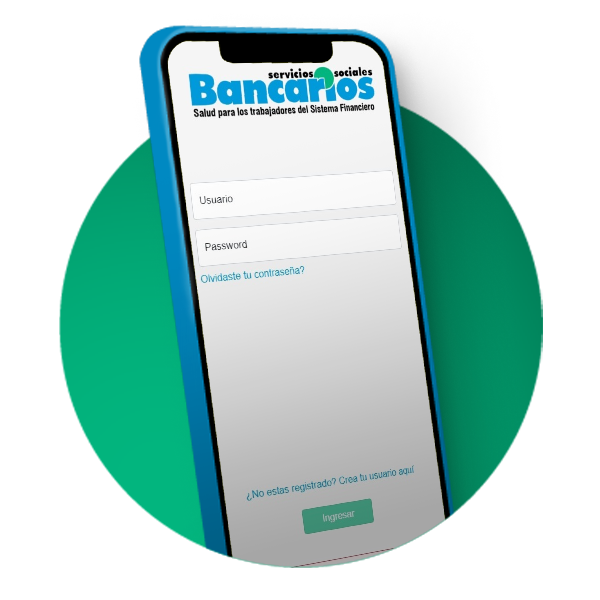 servicios sociales
Bancarios
Salud para los trabajadores del Sistema Financiero
Usuario
Password
Olvidaste tu contraseña?
¿No estas registrado? Crea tu usuario aquí
Ingresar